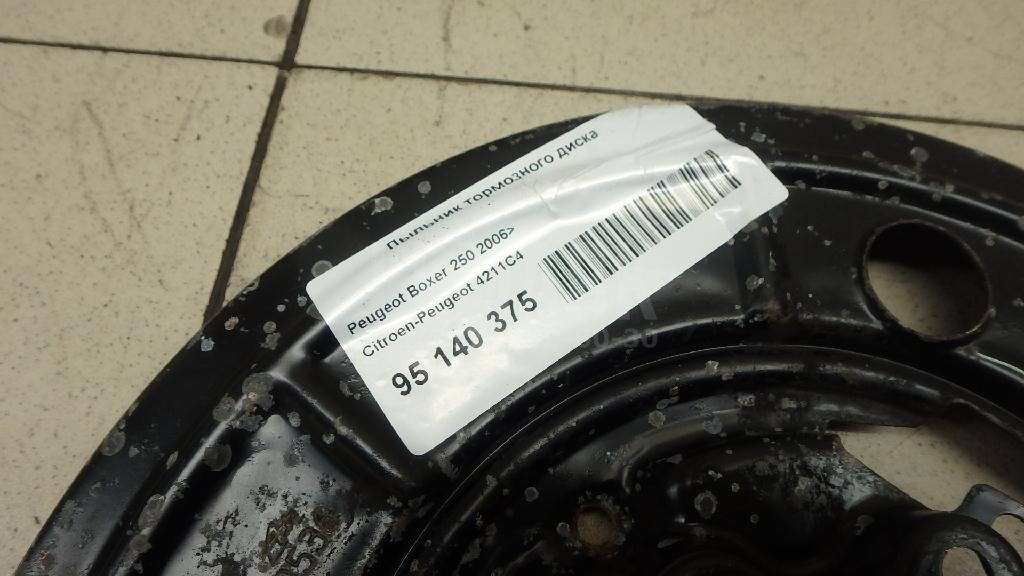 Пыльник тормозного диска
Peugeot Boxer 250 2006>
Citroen-Peugeot 4211C4
95 140 375